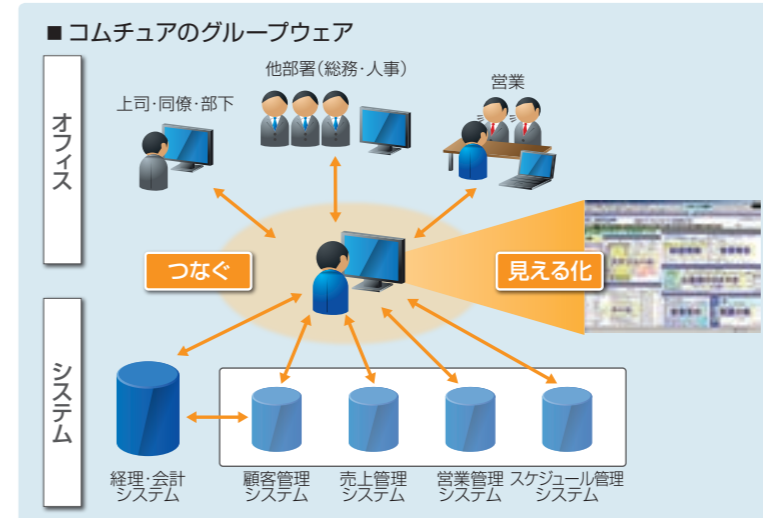 ■ コムチュアのグループウェア
オフィス
上司・同僚・部下
他部署（総務・人事）
営業
つなぐ
見える化
システム
経理・会計
システム
顧客管理
システム
売上管理
システム
営業管理
システム
スケジュール管理
システム